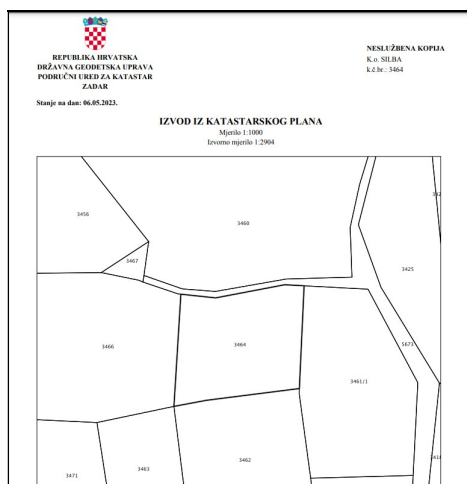 REPUBLIKA HRVATSKA
DRŽAVNA GEODETSKA UPRAVA
PODRUČNI URED ZA KATASTAR
ZADAR
Stanje na dan: 06.05.2023.
NESLUŽBENA KOPIJA
K.o. SILBA
k.č.br.: 3464
IZVOD IZ KATASTARSKOG PLANA
Mjerilo 1:1000
Izvorno mjerilo 1:2904
3456
3460
3467
3425
3466
3464
5673
3461/1
3471
3463
3462